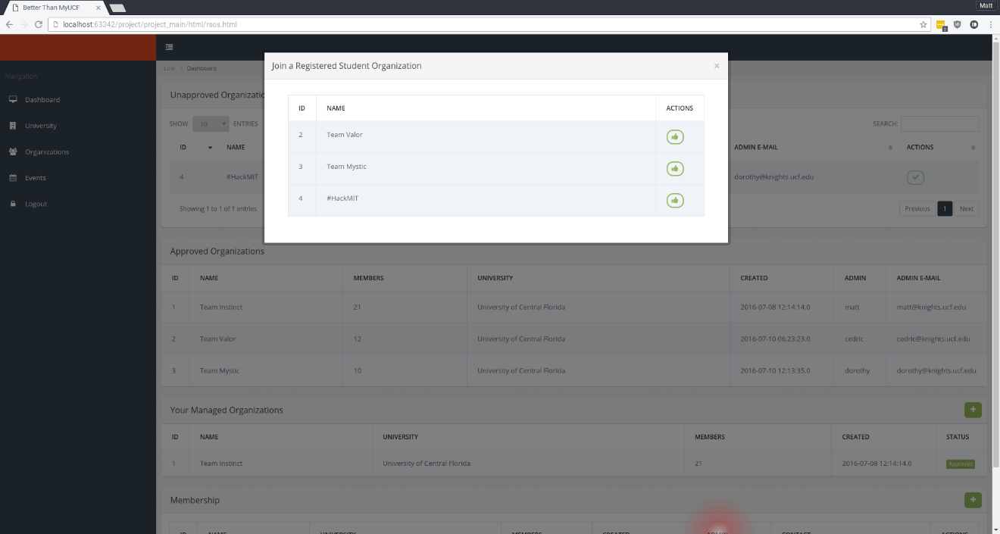 Better Than MyUCF
Matt
localhost:63342/project/project_main/html/rsos.html
Join a Registered Student Organization ×
ID NAME ACTIONS
2 Team Valor
3 Team Mystic
4 #HackMIT
Navigation
Dashboard
University
Organizations
Events
Logout
Link > Dashboard
Unapproved Organizatio
SHOW 10 ENTRIES SEARCH:
ID NAME ADMIN E-MAIL ACTIONS
4 #HackMIT dorothy@knights.ucf.edu
Showing 1 to 1 of 1 entries Previous 1 Next
Approved Organizations
ID NAME MEMBERS UNIVERSITY CREATED ADMIN ADMIN E-MAIL
1 Team Instinct 21 University of Central Florida 2016-07-08 12:14:14.0 matt matt@knights.ucf.edu
2 Team Valor 12 University of Central Florida 2016-07-10 06:23:23.0 cedric cedric@knights.ucf.edu
3 Team Mystic 10 University of Central Florida 2016-07-10 12:13:35.0 dorothy dorothy@knights.ucf.edu
Your Managed Organizations
ID NAME UNIVERSITY MEMBERS CREATED STATUS
1 Team Instinct University of Central Florida 21 2016-07-08 12:14:14.0 Approved
Membership
ID NAME UNIVERSITY MEMBERS CREATED ADMIN CONTACT ACTIONS